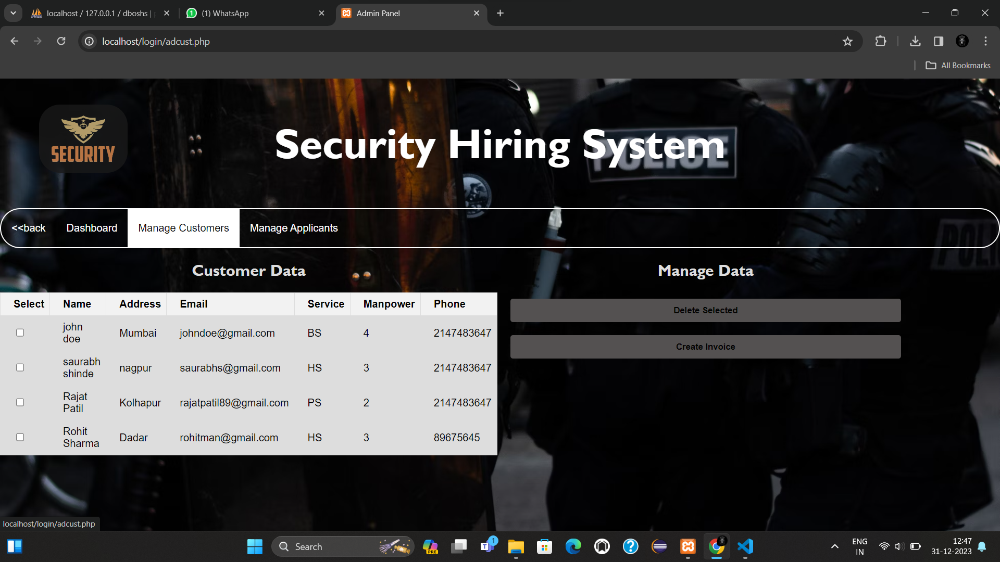 localhost / 127.0.0.1 / dboshs |
(1) WhatsApp
Admin Panel
localhost/login/adcust.php
All Bookmarks
SECURITY
Security Hiring System
POLICE
<<back
Dashboard
Manage Customers
Manage Applicants
POLI
Customer Data
Manage Data
Select Name Address Email Service Manpower Phone
john doe Mumbai johndoe@gmail.com BS 4 2147483647
saurabh shinde nagpur saurabhs@gmail.com HS 3 2147483647
Rajat Patil Kolhapur rajatpatil89@gmail.com PS 2 2147483647
Rohit Sharma Dadar rohitman@gmail.com HS 3 89675645
Delete Selected
Create Invoice
localhost/login/adcust.php
Search
PRE
1
ENG
IN
12:47
31-12-2023